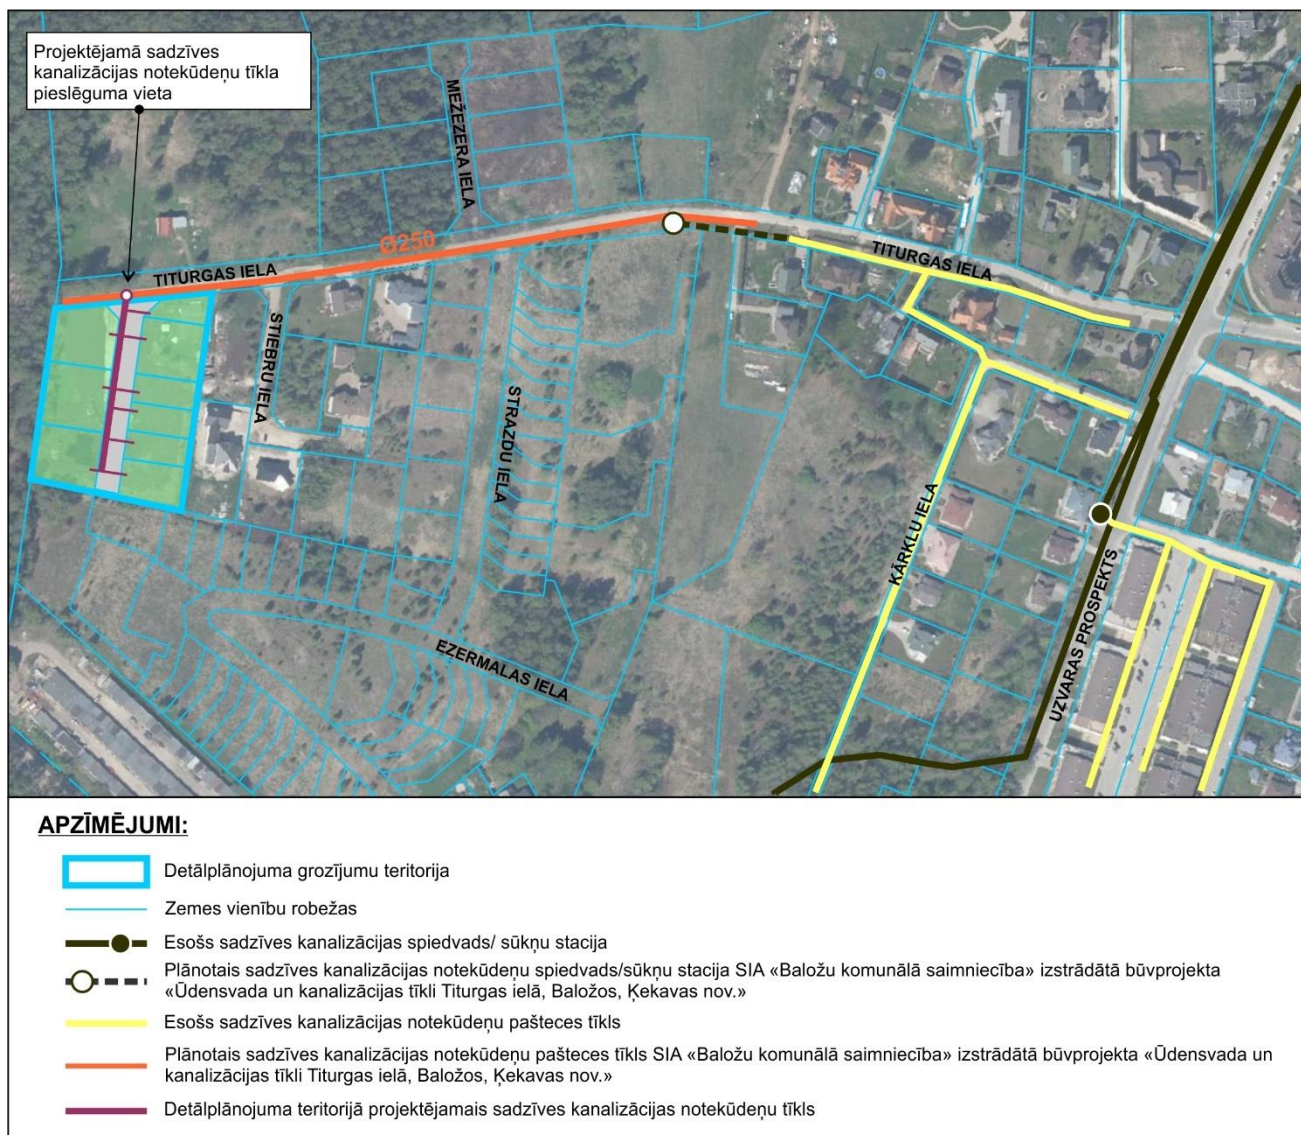 Projektējamā sadzīves
kanalizācijas notekūdeņu tīkla
pieslēguma vieta
MEŽEZERA IELA
Ø250
TITURGAS IELA
TITURGAS IELA
STIEBRU IELA
STRAZDU IELA
KĀRKLU IELA
EZERMALAS IELA
UZVARAS PROSPEKTS
APZĪMĒJUMI:
Detālplānojuma grozījumu teritorija
Zemes vienību robežas
Esošs sadzīves kanalizācijas spiedvads/ sūkņu stacija
Plānotais sadzīves kanalizācijas notekūdeņu spiedvads/sūkņu stacija SIA «Baložu komunālā saimniecība» izstrādātā būvprojekta
«Ūdensvada un kanalizācijas tīkli Titurgas ielā, Baložos, Ķekavas nov.»
Esošs sadzīves kanalizācijas notekūdeņu pašteces tīkls
Plānotais sadzīves kanalizācijas notekūdeņu pašteces tīkls SIA «Baložu komunālā saimniecība» izstrādātā būvprojekta «Ūdensvada un
kanalizācijas tīkli Titurgas ielā, Baložos, Ķekavas nov.»
Detālplānojuma teritorijā projektējamais sadzīves kanalizācijas notekūdeņu tīkls